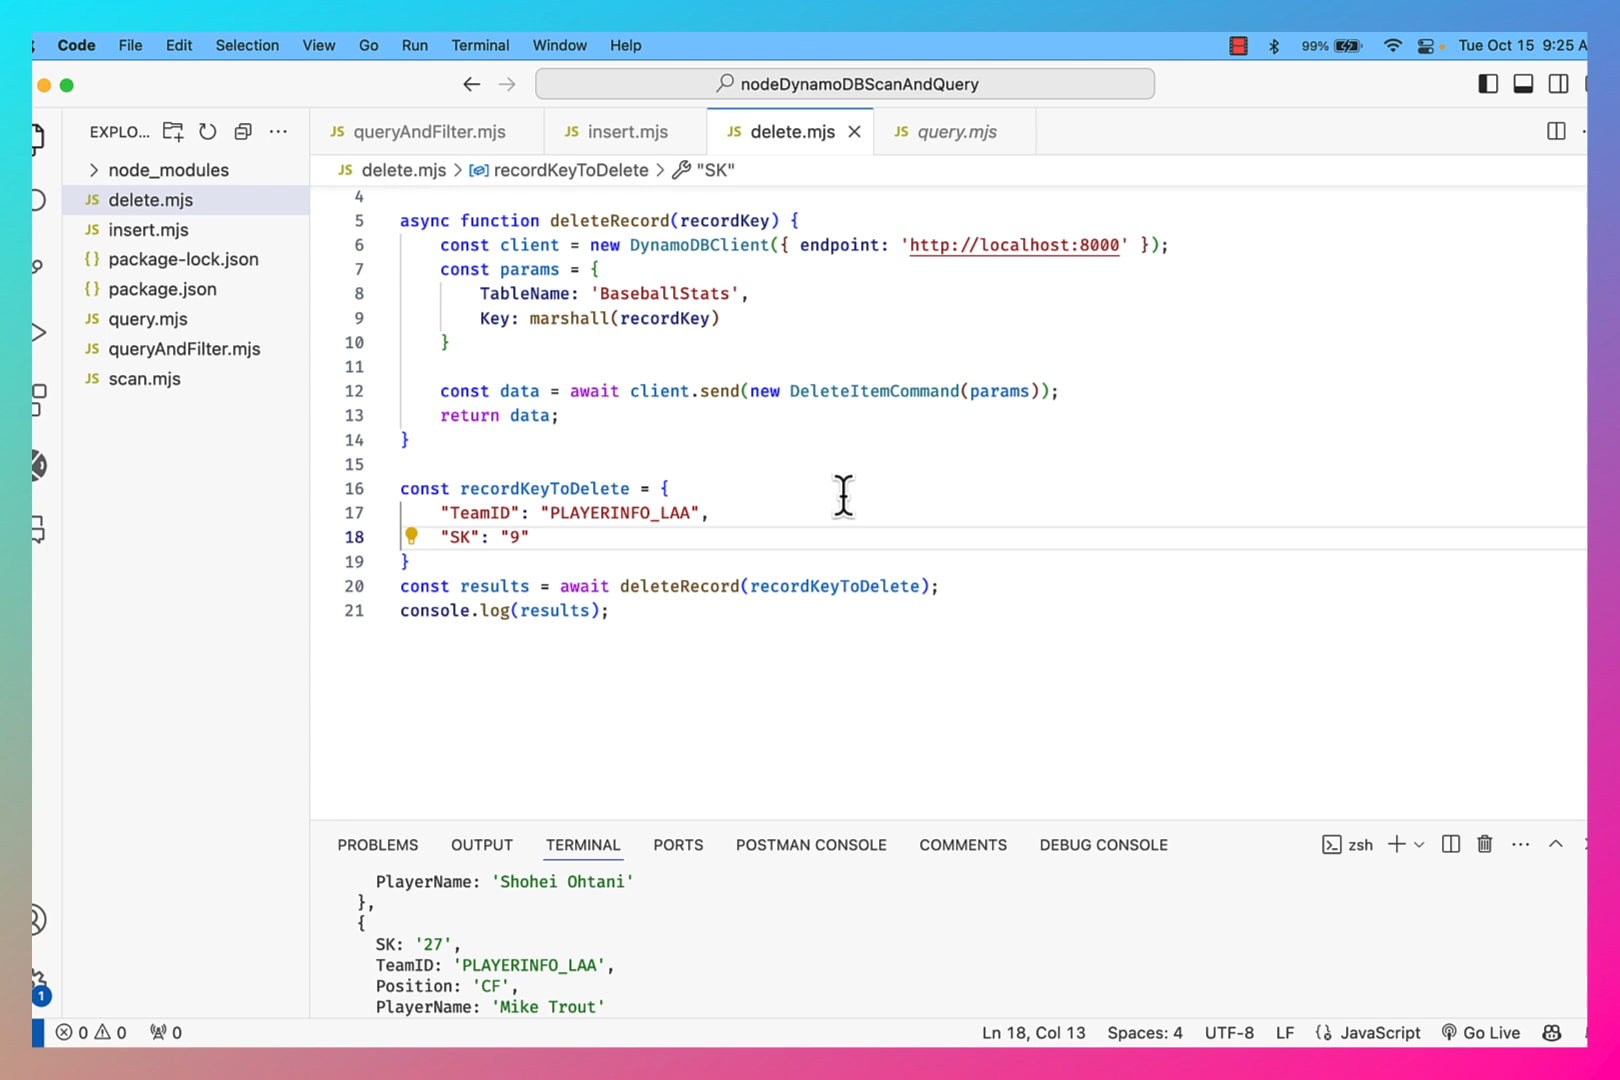 Code File Edit Selection View Go Run Terminal Window Help 99% Tue Oct 15 9:25 A
nodeDynamoDBScanAndQuery
EXPLO... ···
node_modules
JS delete.mjs
JS insert.mjs
{} package-lock.json
{} package.json
JS query.mjs
JS queryAndFilter.mjs
JS scan.mjs
JS queryAndFilter.mjs JS insert.mjs JS delete.mjs JS query.mjs
JS delete.mjs > recordKeyToDelete > "SK"
4
5 async function deleteRecord(recordKey) {
6 const client = new DynamoDBClient({ endpoint: 'http://localhost:8000' });
7 const params = {
8 TableName: 'BaseballStats',
9 Key: marshall(recordKey)
10 }
11
12 const data = await client.send(new DeleteItemCommand(params));
13 return data;
14 }
15
16 const recordKeyToDelete = {
17 "TeamID": "PLAYERINFO_LAA",
18 "SK": "9"
19 }
20 const results = await deleteRecord(recordKeyToDelete);
21 console.log(results);
PROBLEMS OUTPUT TERMINAL PORTS POSTMAN CONSOLE COMMENTS DEBUG CONSOLE zsh ···
PlayerName: 'Shohei Ohtani'
},
{
SK: '27',
TeamID: 'PLAYERINFO_LAA',
Position: 'CF',
PlayerName: 'Mike Trout'
1
0 0 0 Ln 18, Col 13 Spaces: 4 UTF-8 LF {} JavaScript Go Live